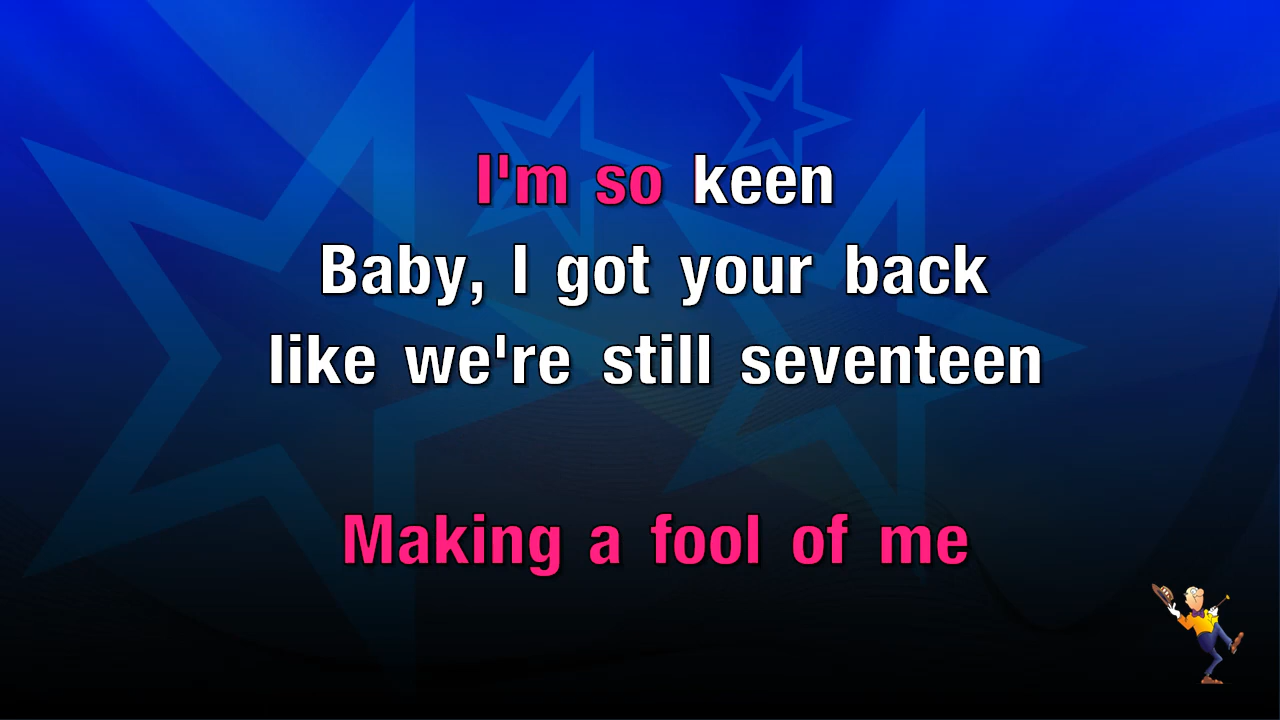 I'm so keen
Baby, I got your back
like we're still seventeen
Making a fool of me